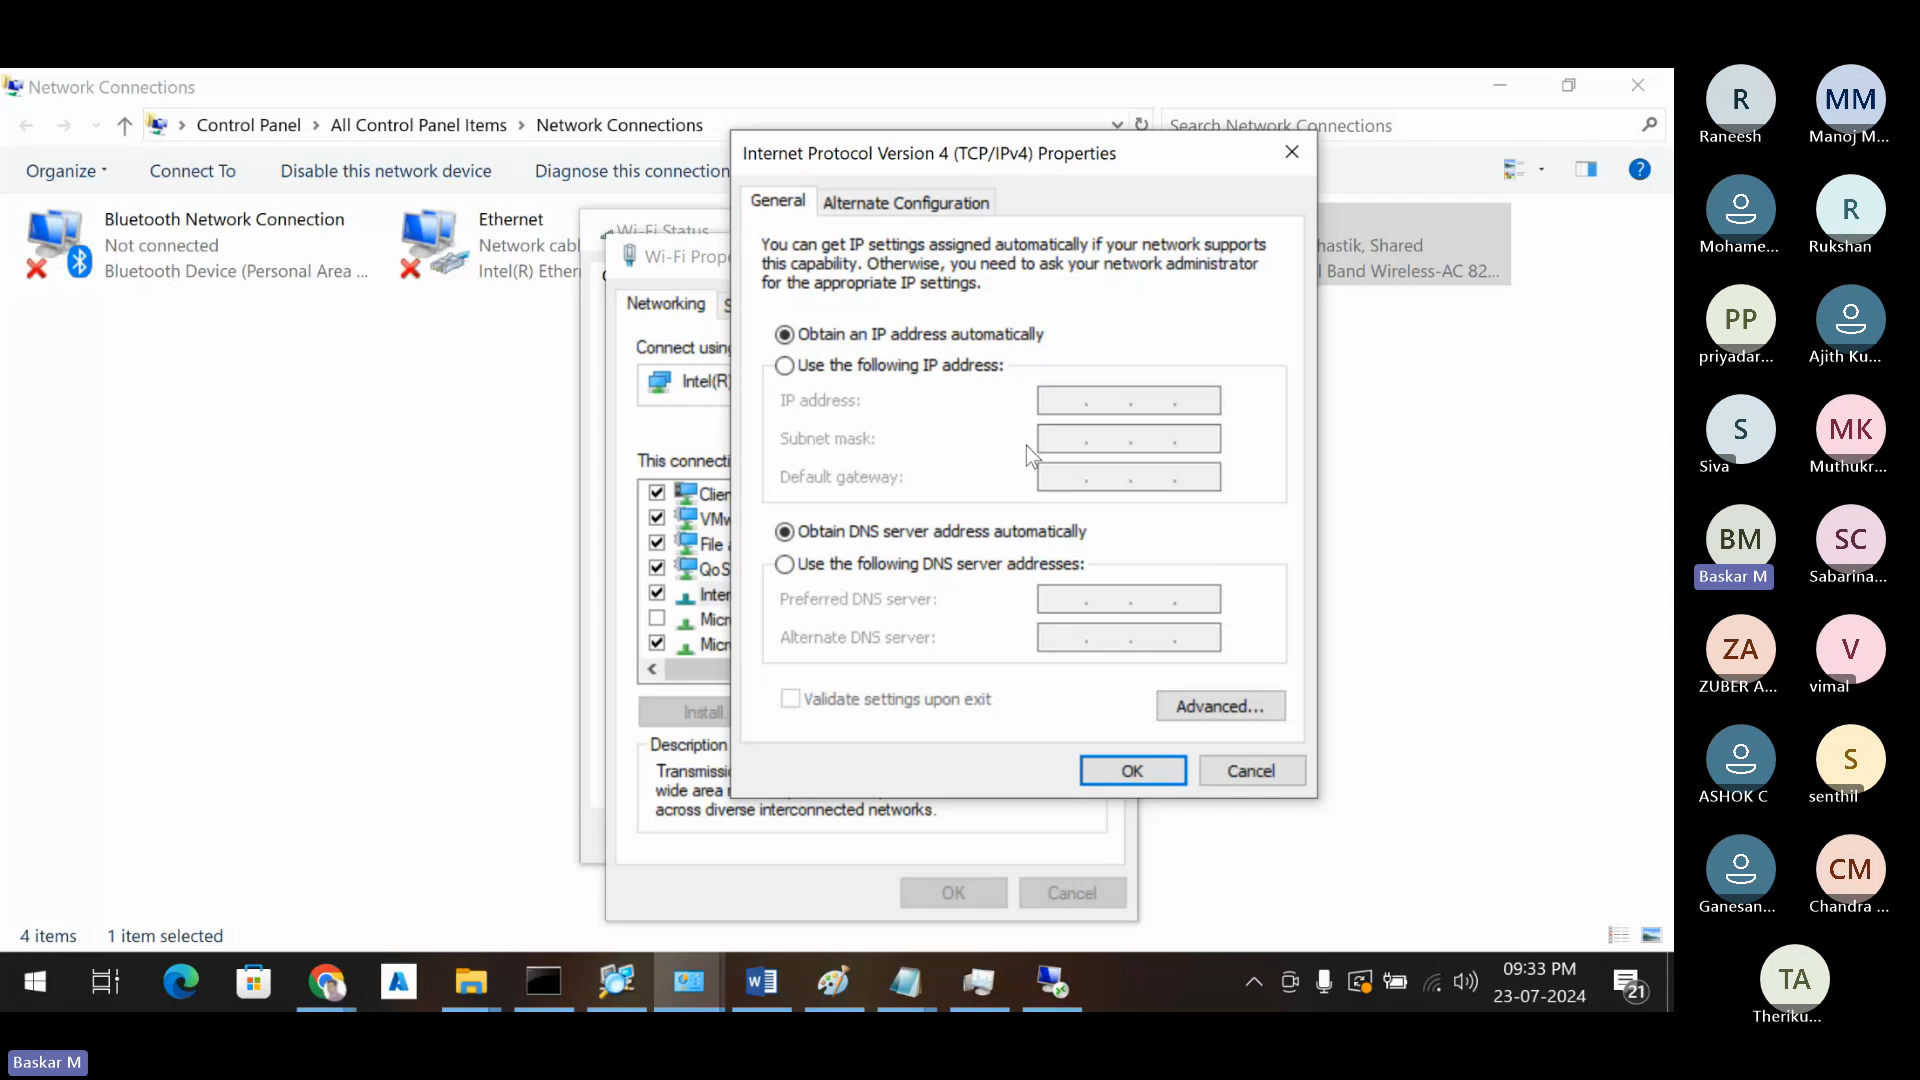 Network Connections
Control Panel > All Control Panel Items > Network Connections
Search Network Connections
Organize
Connect To
Disable this network device
Diagnose this connection
Bluetooth Network Connection
Not connected
Bluetooth Device (Personal Area ...
Ethernet
Network cabl
Intel(R) Ether
hastik, Shared
l Band Wireless-AC 82...
Wi-Fi Status
Wi-Fi Prope
Networking
Connect using
Intel(R)
This connecti
Clien
VMw
File a
QoS
Inter
Micr
Micr
Install.
Description
Transmissi
wide area
across diverse interconnected networks.
OK
Cancel
Internet Protocol Version 4 (TCP/IPv4) Properties
General
Alternate Configuration
You can get IP settings assigned automatically if your network supports
this capability. Otherwise, you need to ask your network administrator
for the appropriate IP settings.
Obtain an IP address automatically
Use the following IP address:
IP address:
Subnet mask:
Default gateway:
Obtain DNS server address automatically
Use the following DNS server addresses:
Preferred DNS server:
Alternate DNS server:
Validate settings upon exit
Advanced...
OK
Cancel
4 items
1 item selected
09:33 PM
23-07-2024
21
R
Raneesh
MM
Manoj M...
Mohame...
R
Rukshan
PP
priyadar...
Ajith Ku...
S
Siva
MK
Muthukr...
BM
Baskar M
SC
Sabarina...
ZA
ZUBER A...
V
vimal
ASHOK C
S
senthil
Ganesan...
CM
Chandra ...
TA
Theriku...
Baskar M